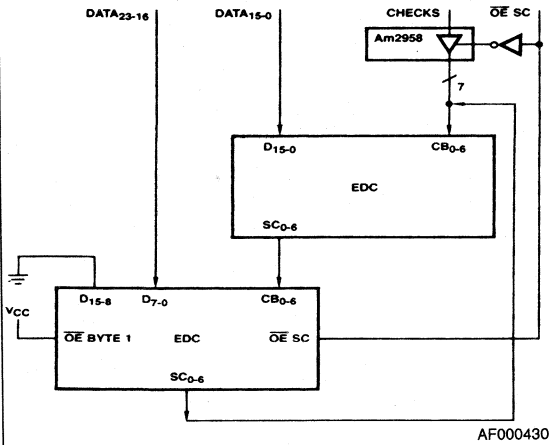 DATA23-16 DATA15-0 CHECKS OE SC
Am2958
7
D15-0 CB0-6
EDC
SC0-6
D15-8 D7-0 CB0-6
VCC
OE BYTE 1 EDC OE SC
SC0-6
AF000430